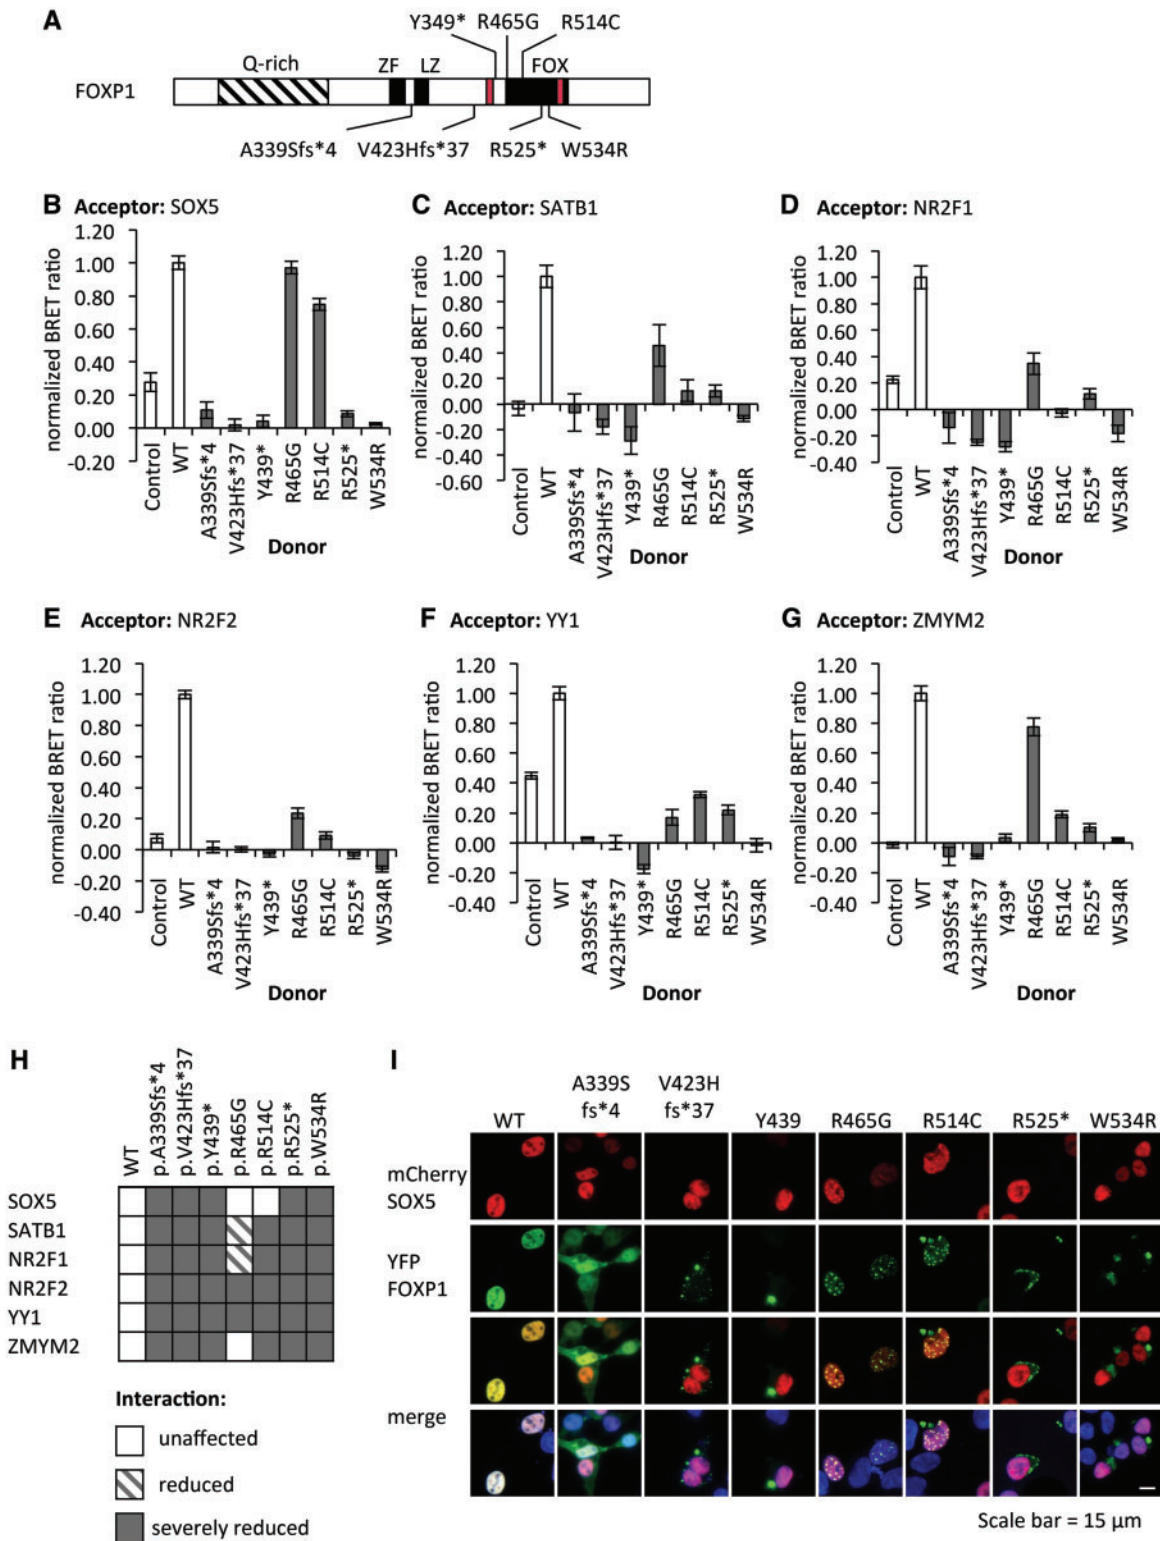 A
Y349* R465G R514C
Q-rich ZF LZ FOX
FOXP1
A339Sfs*4 V423Hfs*37 R525* W534R
B Acceptor: SOX5
normalized BRET ratio
1.20
1.00
0.80
0.60
0.40
0.20
0.00
-0.20
Control
WT
A339Sfs*4
V423Hfs*37
Y439*
R465G
R514C
R525*
W534R
Donor
C Acceptor: SATB1
normalized BRET ratio
1.20
1.00
0.80
0.60
0.40
0.20
0.00
-0.20
-0.40
-0.60
Control
WT
A339Sfs*4
V423Hfs*37
Y439*
R465G
R514C
R525*
W534R
Donor
D Acceptor: NR2F1
normalized BRET ratio
1.20
1.00
0.80
0.60
0.40
0.20
0.00
-0.20
-0.40
Control
WT
A339Sfs*4
V423Hfs*37
Y439*
R465G
R514C
R525*
W534R
Donor
E Acceptor: NR2F2
normalized BRET ratio
1.20
1.00
0.80
0.60
0.40
0.20
0.00
-0.20
-0.40
Control
WT
A339Sfs*4
V423Hfs*37
Y439*
R465G
R514C
R525*
W534R
Donor
F Acceptor: YY1
normalized BRET ratio
1.20
1.00
0.80
0.60
0.40
0.20
0.00
-0.20
-0.40
Control
WT
A339Sfs*4
V423Hfs*37
Y439*
R465G
R514C
R525*
W534R
Donor
G Acceptor: ZMYM2
normalized BRET ratio
1.20
1.00
0.80
0.60
0.40
0.20
0.00
-0.20
-0.40
Control
WT
A339Sfs*4
V423Hfs*37
Y439*
R465G
R514C
R525*
W534R
Donor
H
WT
p.A339Sfs*4
p.V423Hfs*37
p.Y439*
p.R465G
p.R514C
p.R525*
p.W534R
SOX5
SATB1
NR2F1
NR2F2
YY1
ZMYM2
Interaction:
unaffected
reduced
severely reduced
I
A339S V423H
WT fs*4 fs*37 Y439 R465G R514C R525* W534R
mCherry
SOX5
YFP
FOXP1
merge
Scale bar = 15 µm